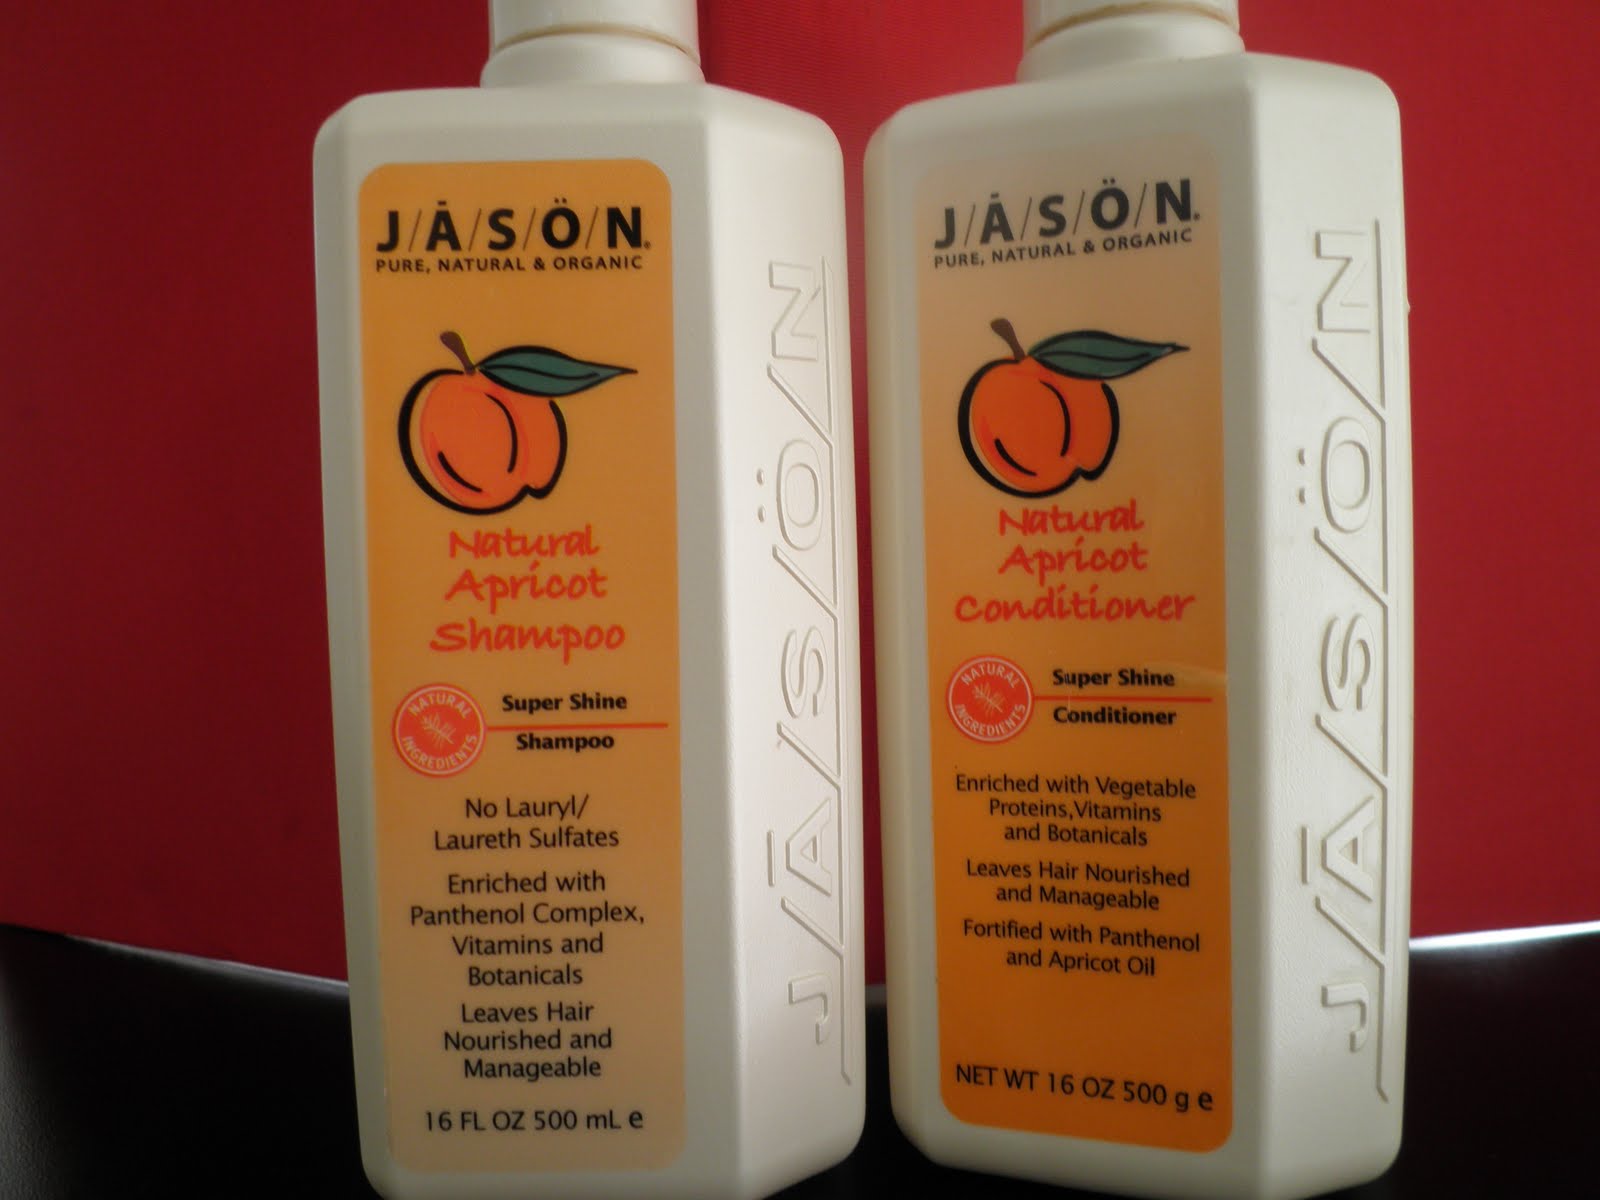 J/Ā/S/Ö/N®
PURE, NATURAL & ORGANIC
Natural
Apricot
Shampoo
NATURAL
INGREDIENTS
Super Shine
Shampoo
No Lauryl/
Laureth Sulfates
Enriched with
Panthenol Complex,
Vitamins and
Botanicals
Leaves Hair
Nourished and
Manageable
16 FL OZ 500 mL e
J/Ā/S/Ö/N
J/Ā/S/Ö/N®
PURE, NATURAL & ORGANIC
Natural
Apricot
Conditioner
NATURAL
INGREDIENTS
Super Shine
Conditioner
Enriched with Vegetable
Proteins,Vitamins
and Botanicals
Leaves Hair Nourished
and Manageable
Fortified with Panthenol
and Apricot Oil
NET WT 16 OZ 500 g e
J/Ā/S/Ö/N